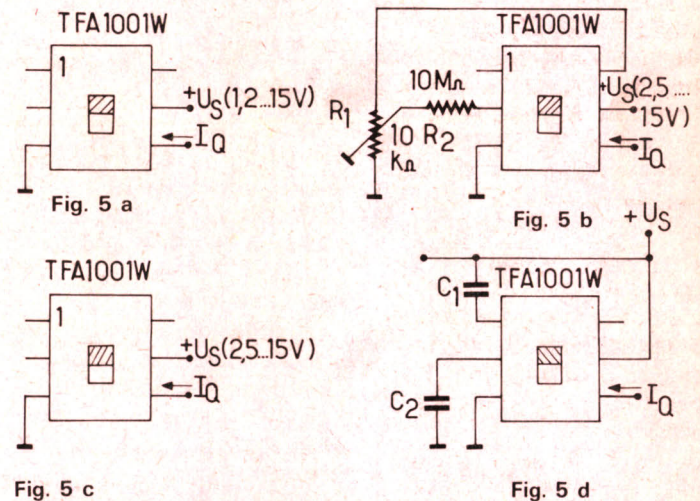 TFA1001W
1
+US(1,2...15V)
IQ
Fig. 5 a
TFA1001W
1
10MΩ
+US(2,5....
15V)
R1
10 R2
kΩ
IQ
Fig. 5 b
TFA1001W
1
+US(2,5...15V)
IQ
Fig. 5 c
+US
TFA1001W
C1
C2
IQ
Fig. 5 d